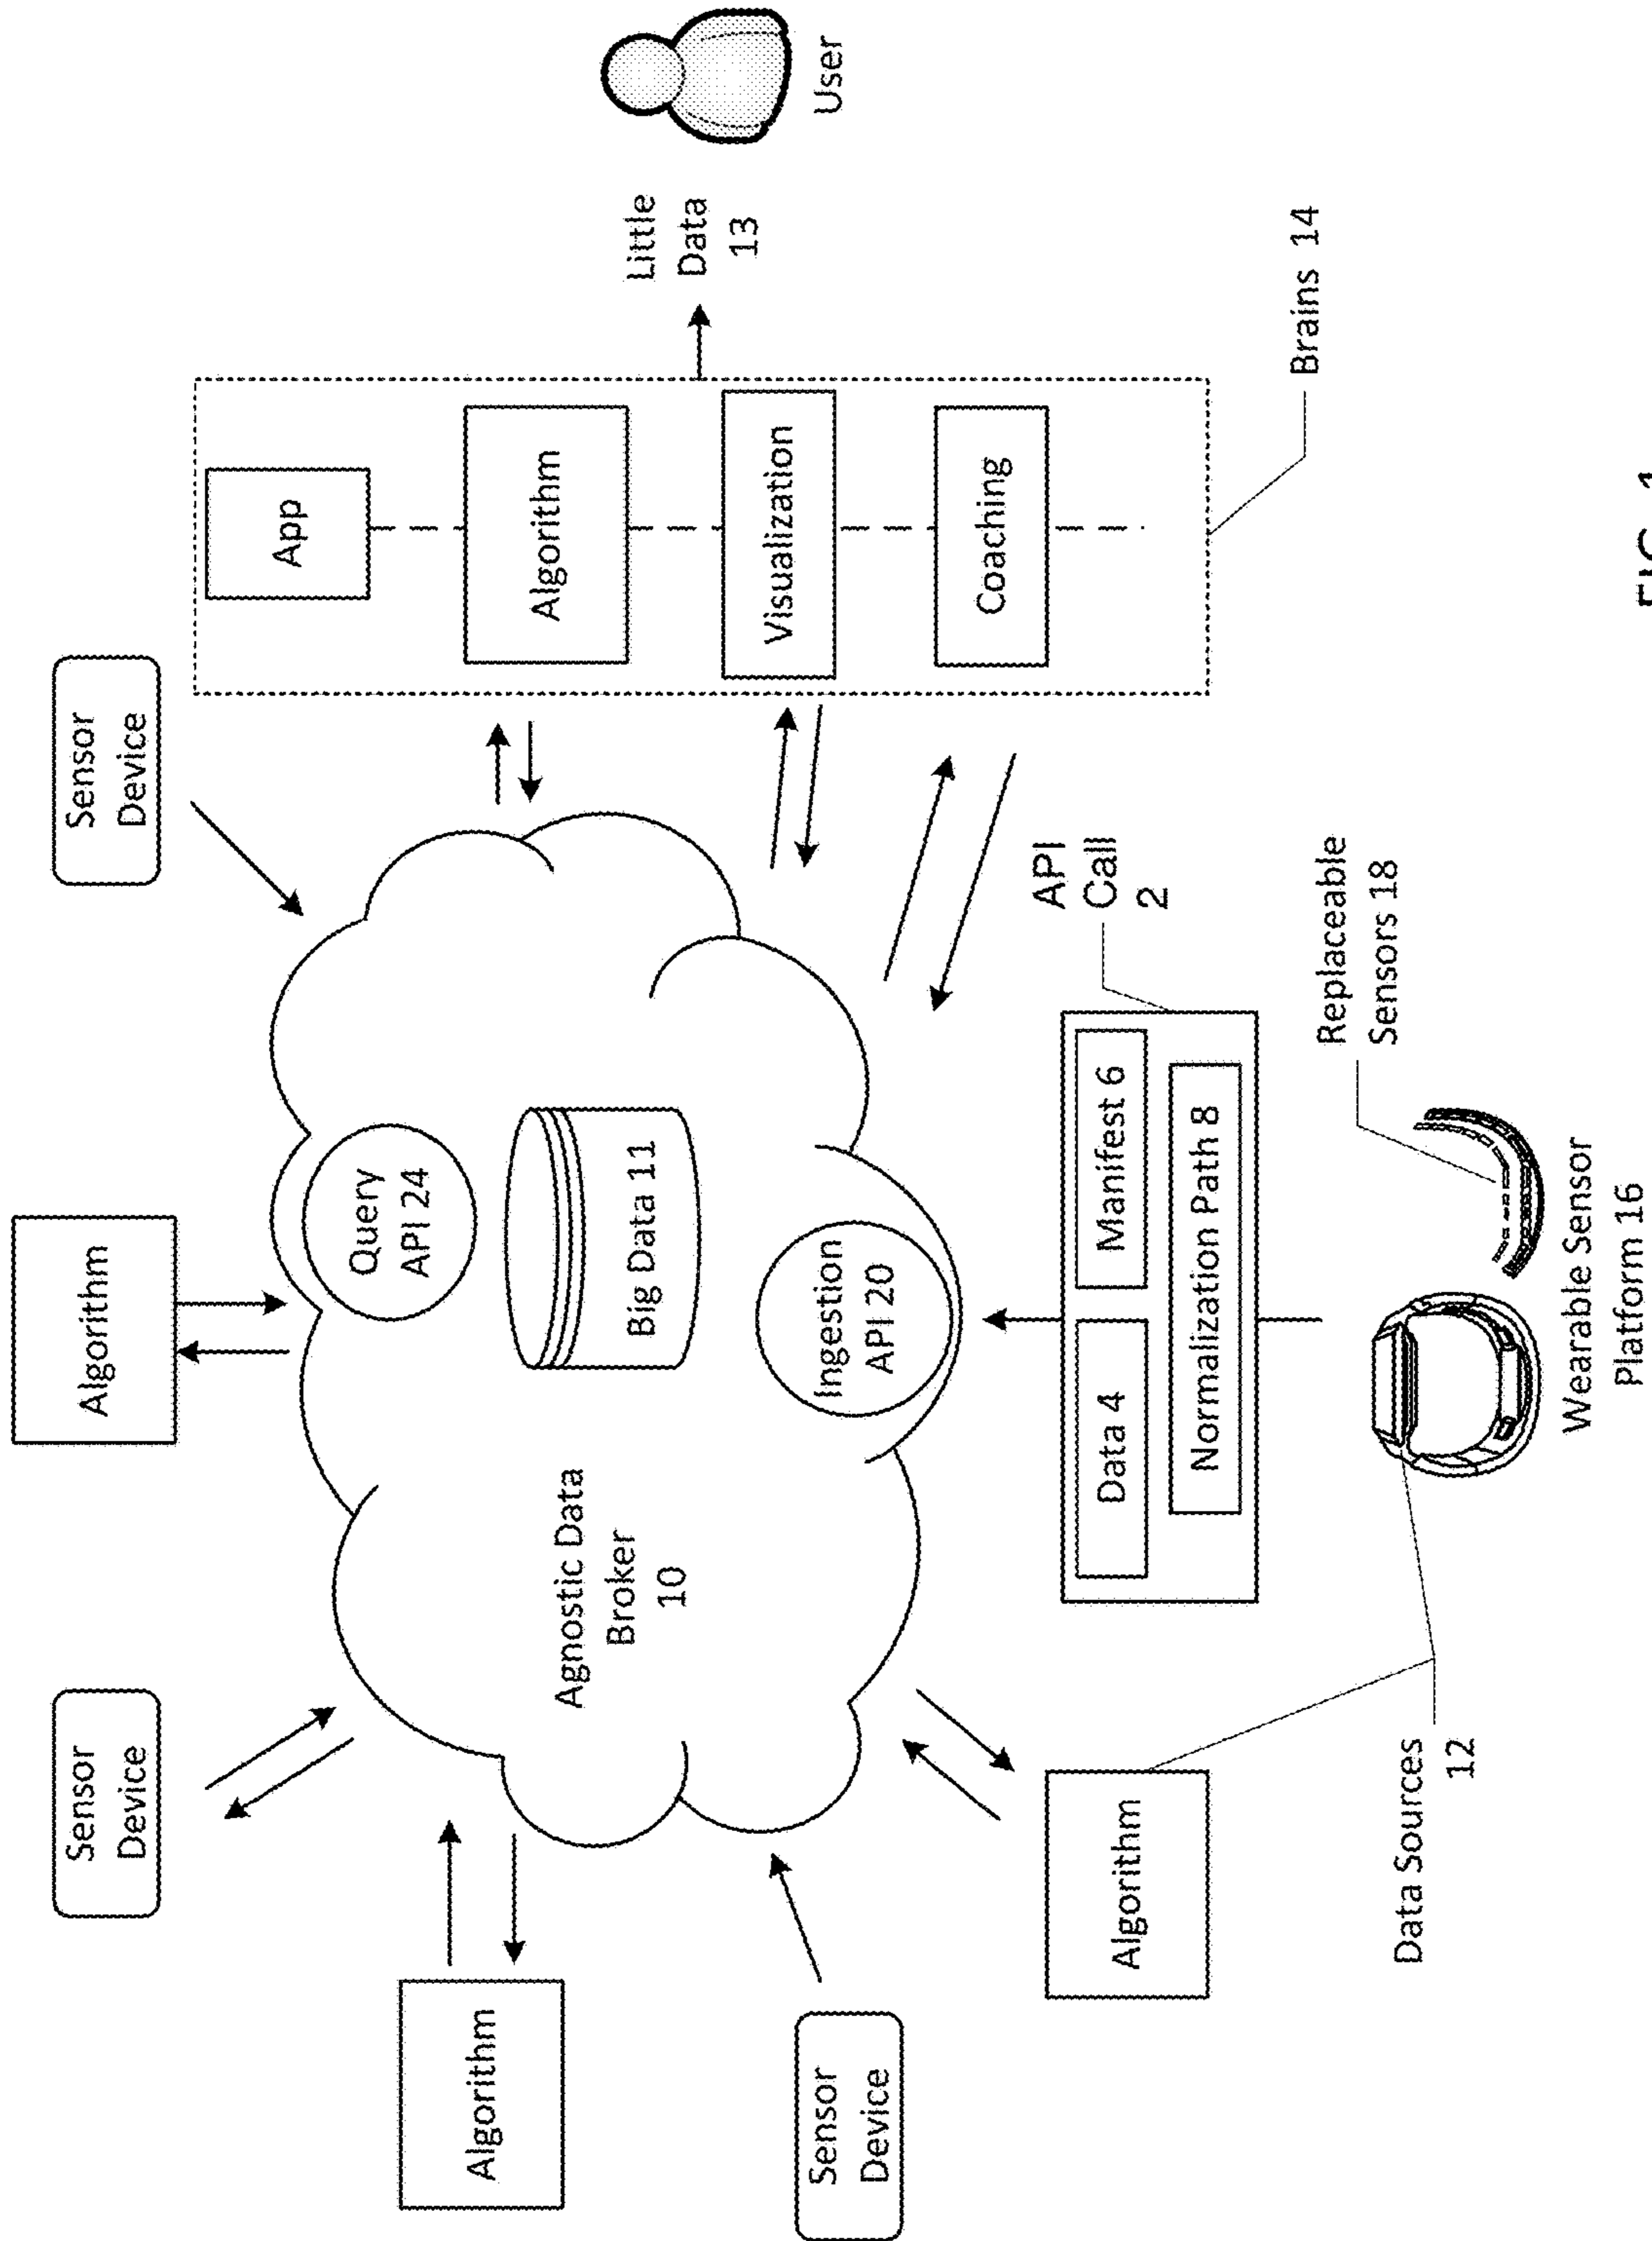 Sensor
Device
Algorithm
Sensor
Device
Algorithm
Query
API 24
App
Algorithm
Visualization
Coaching
Little
Data
13
User
Agnostic Data
Broker
10
Big Data 11
Ingestion
API 20
Sensor
Device
Algorithm
Data 4
Manifest 6
Normalization Path 8
API
Call
2
Brains 14
Data Sources
12
Replaceable
Sensors 18
Wearable Sensor
Platform 16
FIG. 1